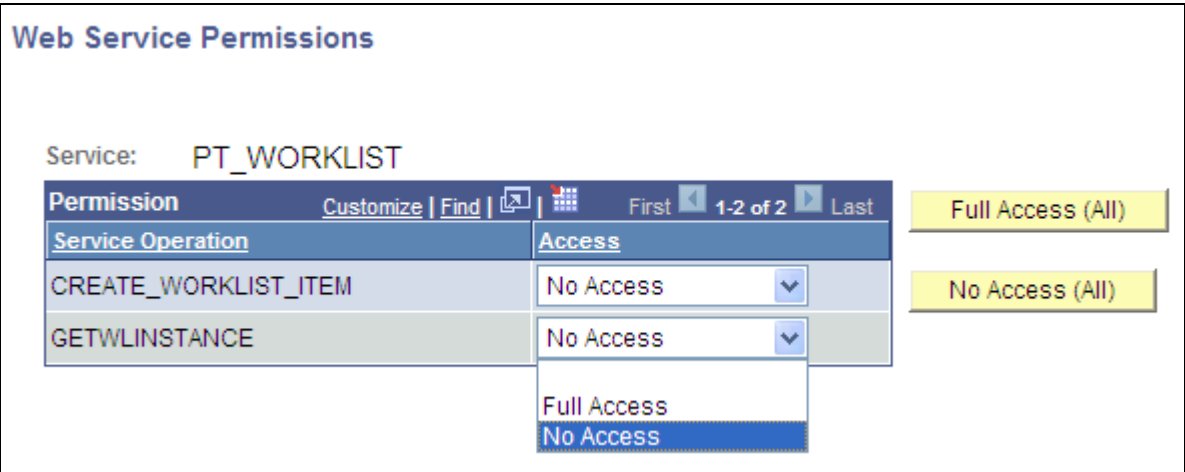 Web Service Permissions
Service: PT_WORKLIST
Permission Customize | Find | | First 1-2 of 2 Last
Full Access (All)
Service Operation Access
CREATE_WORKLIST_ITEM No Access
No Access (All)
GETWLINSTANCE No Access
Full Access
No Access